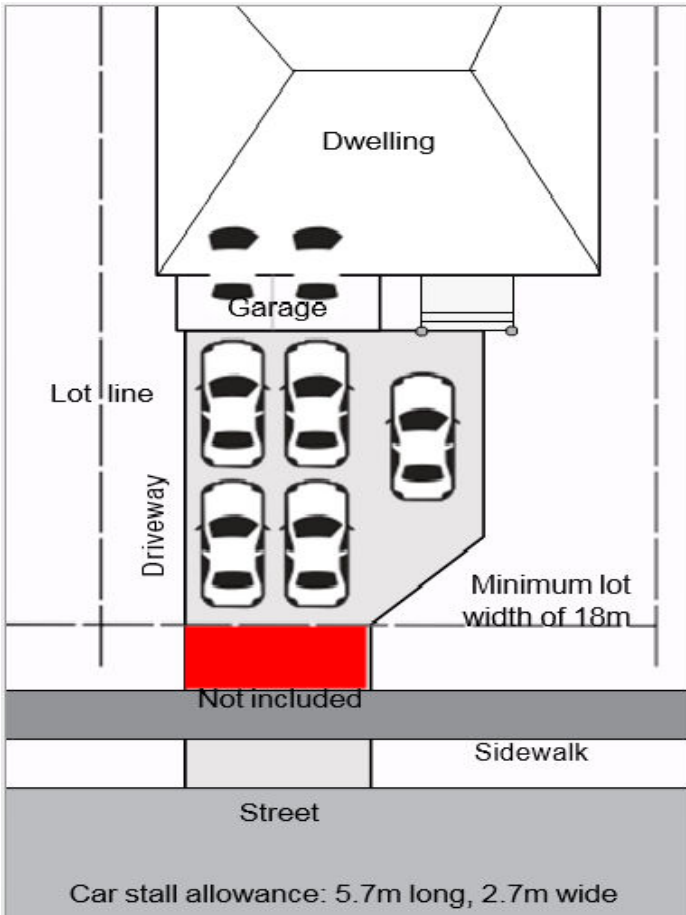 Dwelling
Garage
Lot line
Driveway
Minimum lot
width of 18m
Not included
Sidewalk
Street
Car stall allowance: 5.7m long, 2.7m wide